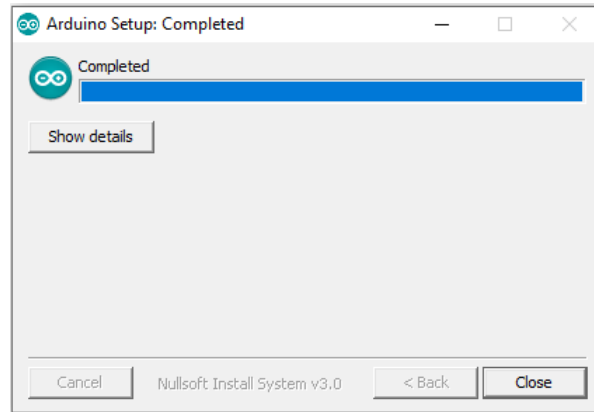 Arduino Setup: Completed
Completed
Show details
Cancel Nullsoft Install System v3.0 < Back Close